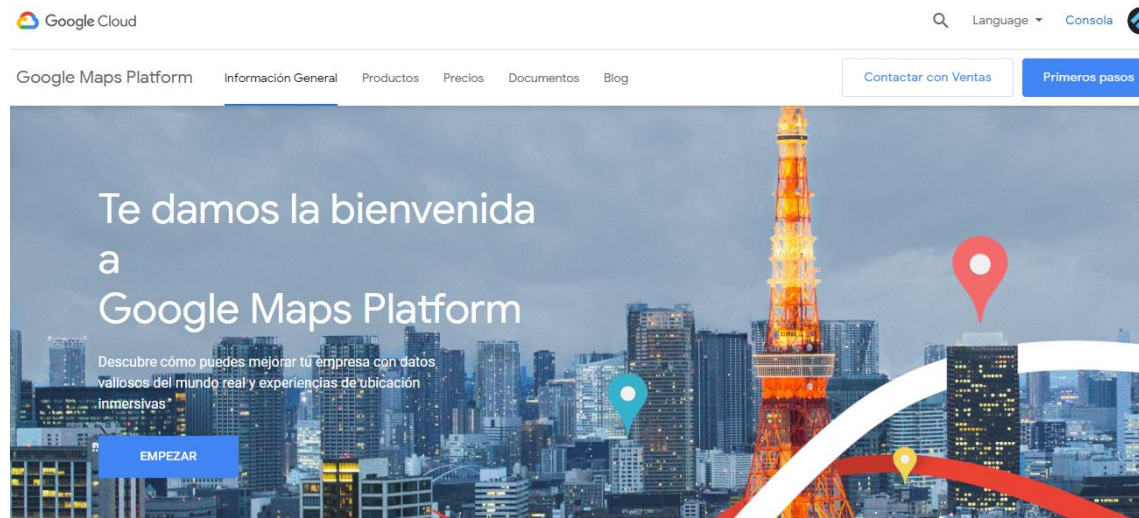 Google Cloud
Language
Consola
Google Maps Platform
Información General
Productos
Precios
Documentos
Blog
Contactar con Ventas
Primeros pasos
Te damos la bienvenida
a
Google Maps Platform
Descubre cómo puedes mejorar tu empresa con datos
valiosos del mundo real y experiencias de ubicación
inmersivas
EMPEZAR